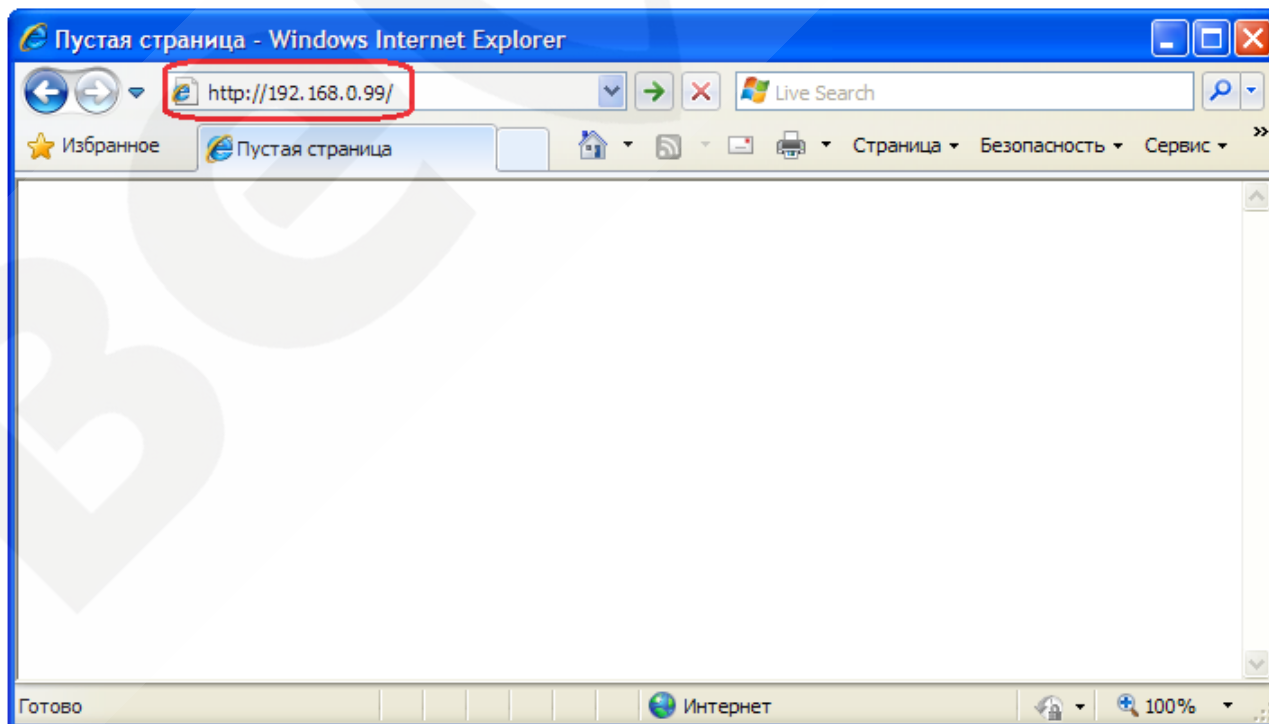 Пустая страница - Windows Internet Explorer
http://192.168.0.99/ Live Search
Избранное Пустая страница Страница Безопасность Сервис »
Готово Интернет 100%